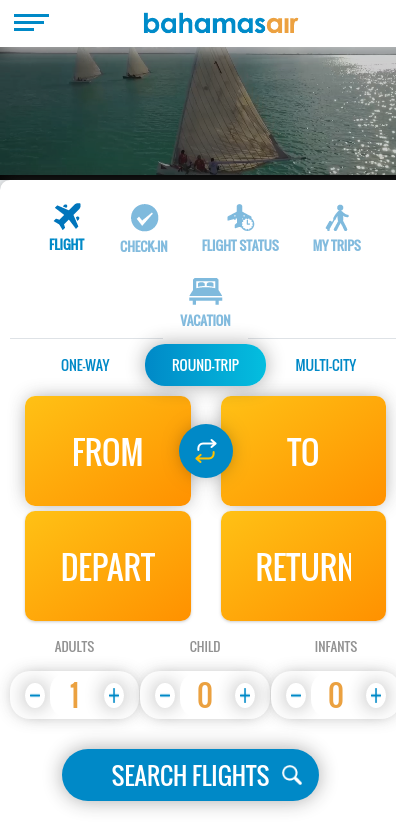 bahamasair
FLIGHT CHECK-IN FLIGHT STATUS MY TRIPS
VACATION
ONE-WAY ROUND-TRIP MULTI-CITY
FROM TO
DEPART RETURN
ADULTS CHILD INFANTS
1 0 0
SEARCH FLIGHTS